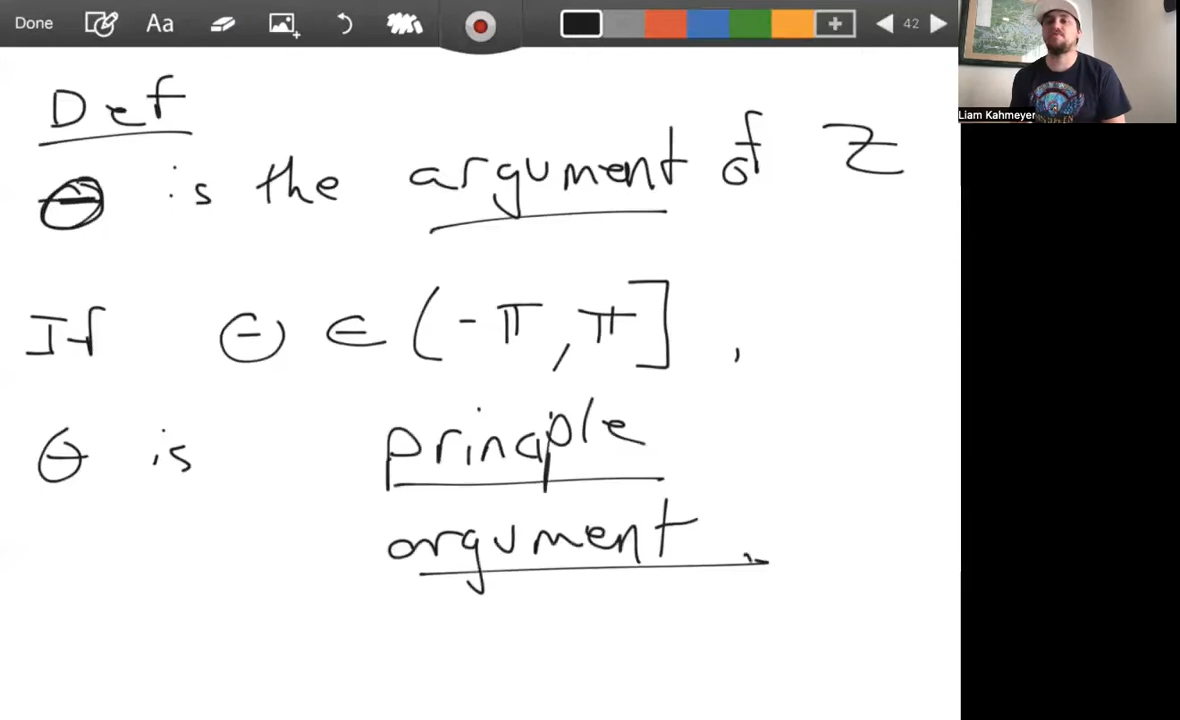 Done
Aa
42
Liam Kahmeyer
Def
θ is the argument of z
If θ ∈ (-π, π] ,
θ is principle
argument.